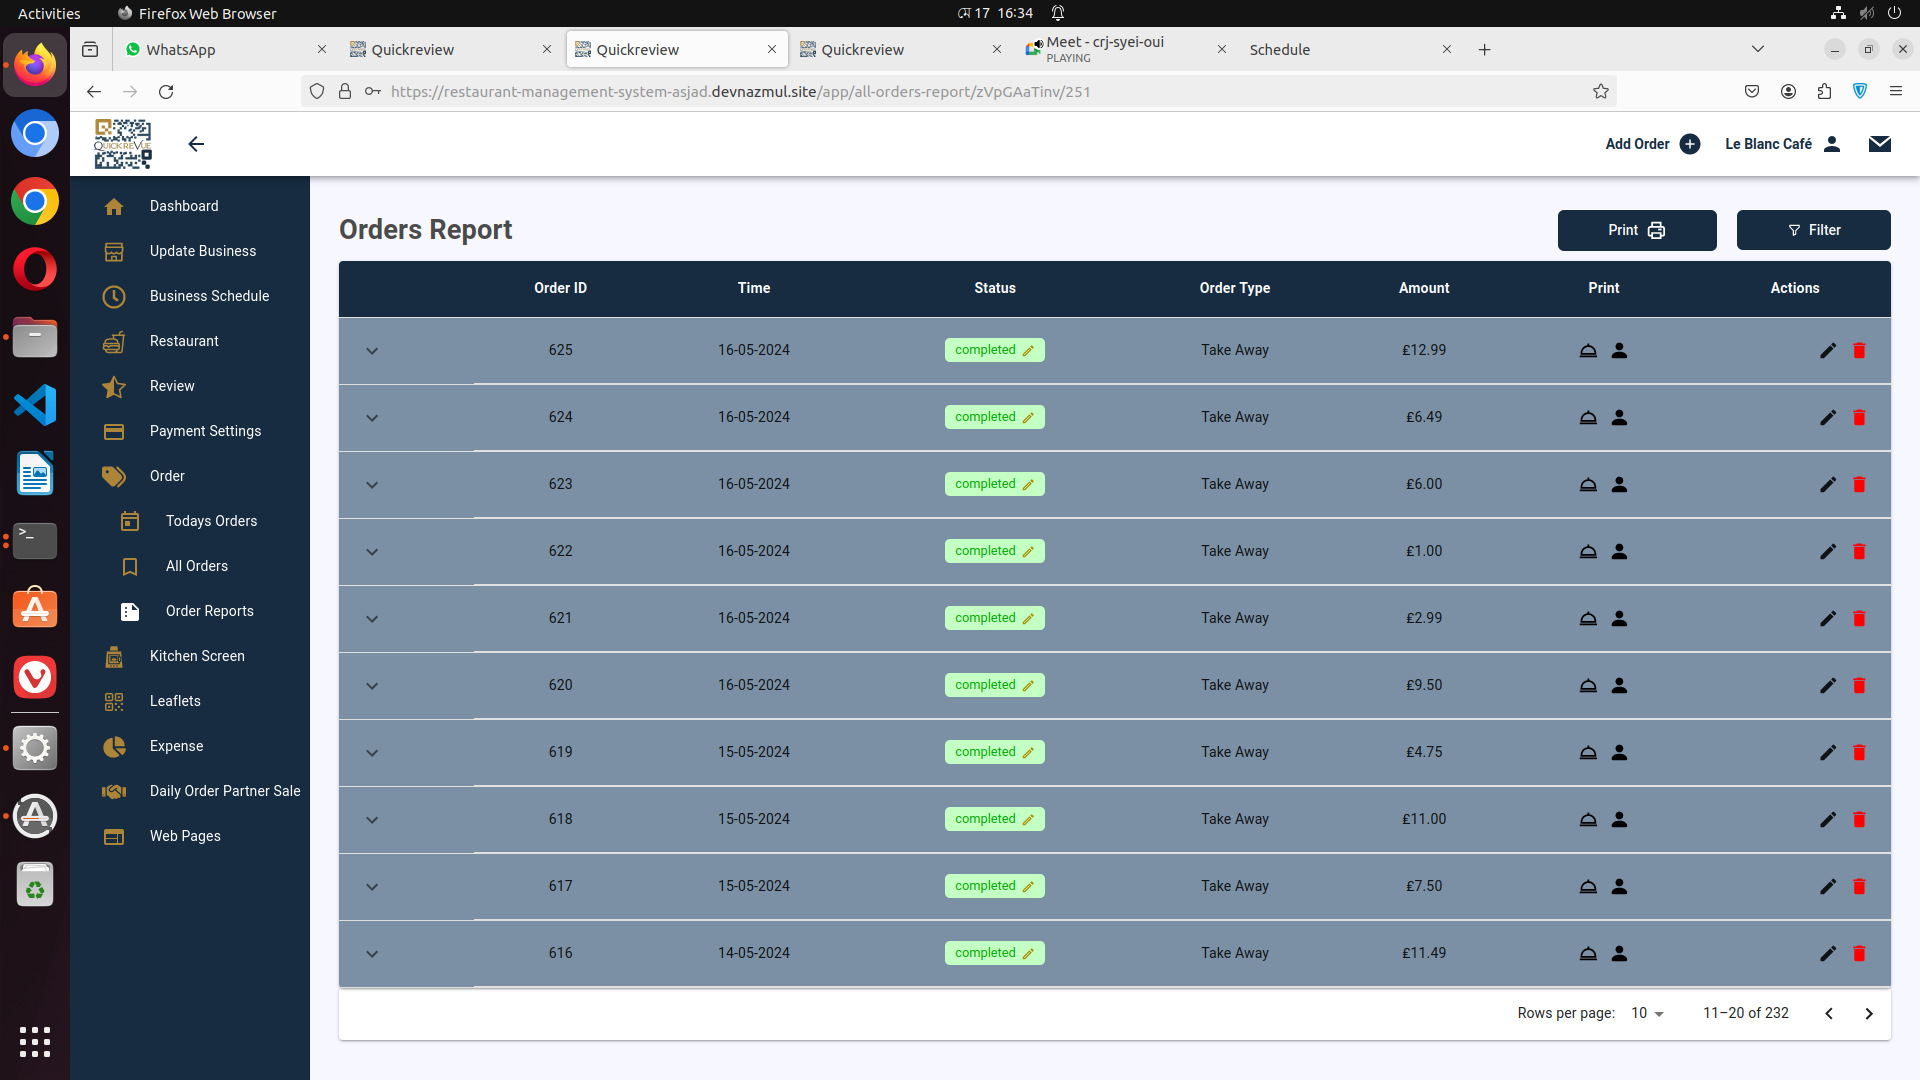 Activities
Firefox Web Browser
17 16:34
WhatsApp
Quickreview
Quickreview
Quickreview
Meet - crj-syei-oui
PLAYING
Schedule
https://restaurant-management-system-asjad.devnazmul.site/app/all-orders-report/zVpGAaTinv/251
QUICKREVUE
Add Order
Le Blanc Café
Dashboard
Update Business
Business Schedule
Restaurant
Review
Payment Settings
Order
Todays Orders
All Orders
Order Reports
Kitchen Screen
Leaflets
Expense
Daily Order Partner Sale
Web Pages
Orders Report
Print
Filter
Order ID Time Status Order Type Amount Print Actions
625 16-05-2024 completed Take Away £12.99
624 16-05-2024 completed Take Away £6.49
623 16-05-2024 completed Take Away £6.00
622 16-05-2024 completed Take Away £1.00
621 16-05-2024 completed Take Away £2.99
620 16-05-2024 completed Take Away £9.50
619 15-05-2024 completed Take Away £4.75
618 15-05-2024 completed Take Away £11.00
617 15-05-2024 completed Take Away £7.50
616 14-05-2024 completed Take Away £11.49
Rows per page: 10 11–20 of 232